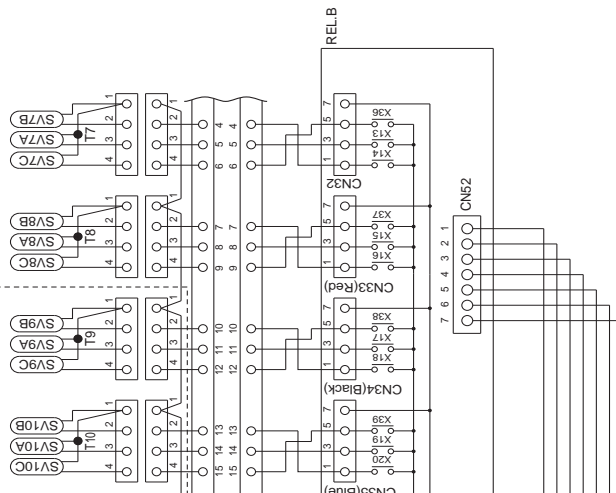 REL.B
SV7B
SV7A
SV7C
T7
1
2
3
4
1
2
3
4
4
5
6
4
5
6
7
5
3
1
X36
X13
X14
CN32
SV8B
SV8A
SV8C
T8
1
2
3
4
1
2
3
4
7
8
9
7
8
9
7
5
3
1
X37
X15
X16
CN33(Red)
CN52
1
2
3
4
5
6
7
SV9B
SV9A
SV9C
T9
1
2
3
4
1
2
3
4
10
11
12
10
11
12
7
5
3
1
X38
X17
X18
CN34(Black)
SV10B
SV10A
SV10C
T10
1
2
3
4
1
2
3
4
13
14
15
13
14
15
7
5
3
1
X39
X19
X20
CN35(Blue)